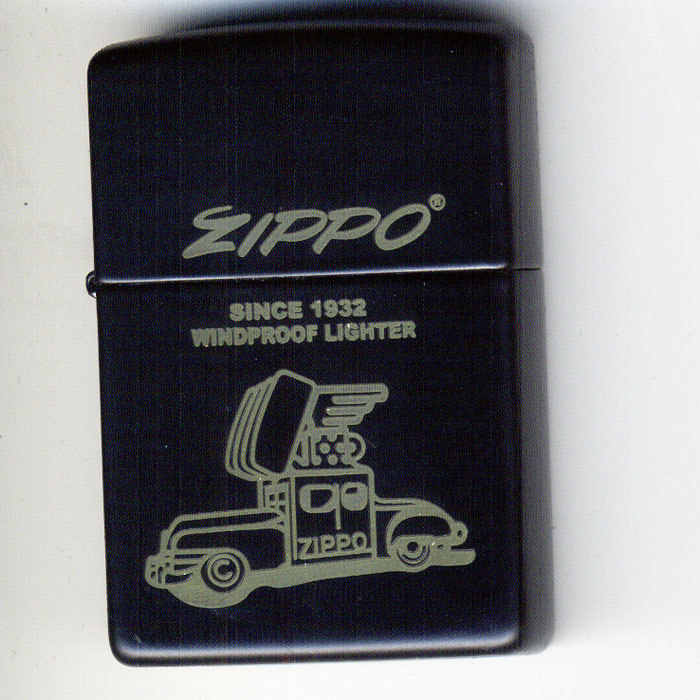 ZIPPO®
SINCE 1932
WINDPROOF LIGHTER
ZIPPO